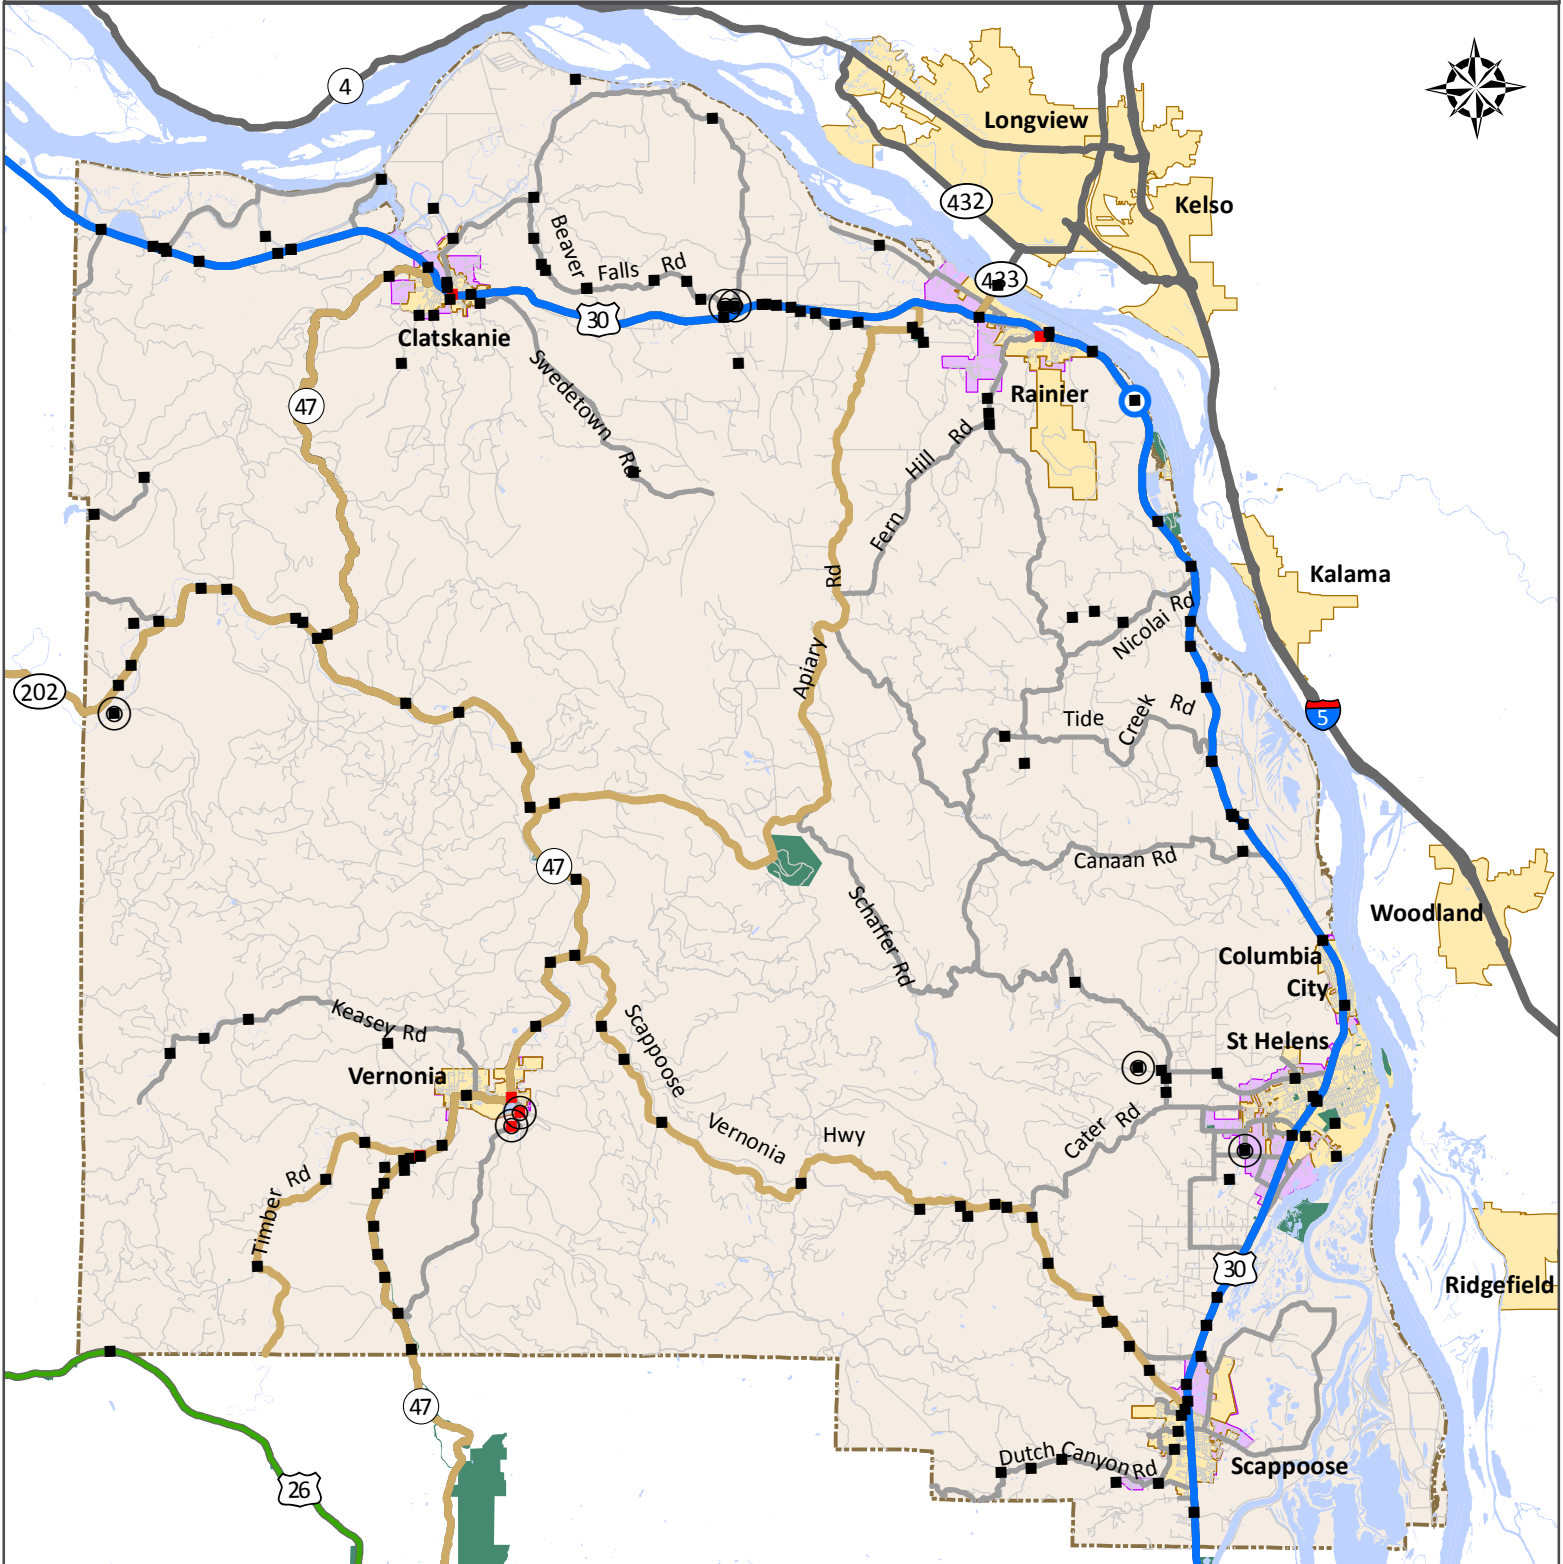 4
Longview
432
Kelso
Beaver
Falls
Rd
433
30
Clatskanie
Swedetown
Rd
47
Rainier
Hill
Rd
Fern
Rd
Kalama
Nicolai
Rd
Apiary
202
Tide
Creek
Rd
5
47
Canaan Rd
Schaffer Rd
Woodland
Columbia
City
Keasey Rd
Scappoose
St Helens
Vernonia
Cater
Rd
Vernonia
Hwy
Timber
Rd
30
Ridgefield
47
Dutch
Canyon
Rd
Scappoose
26